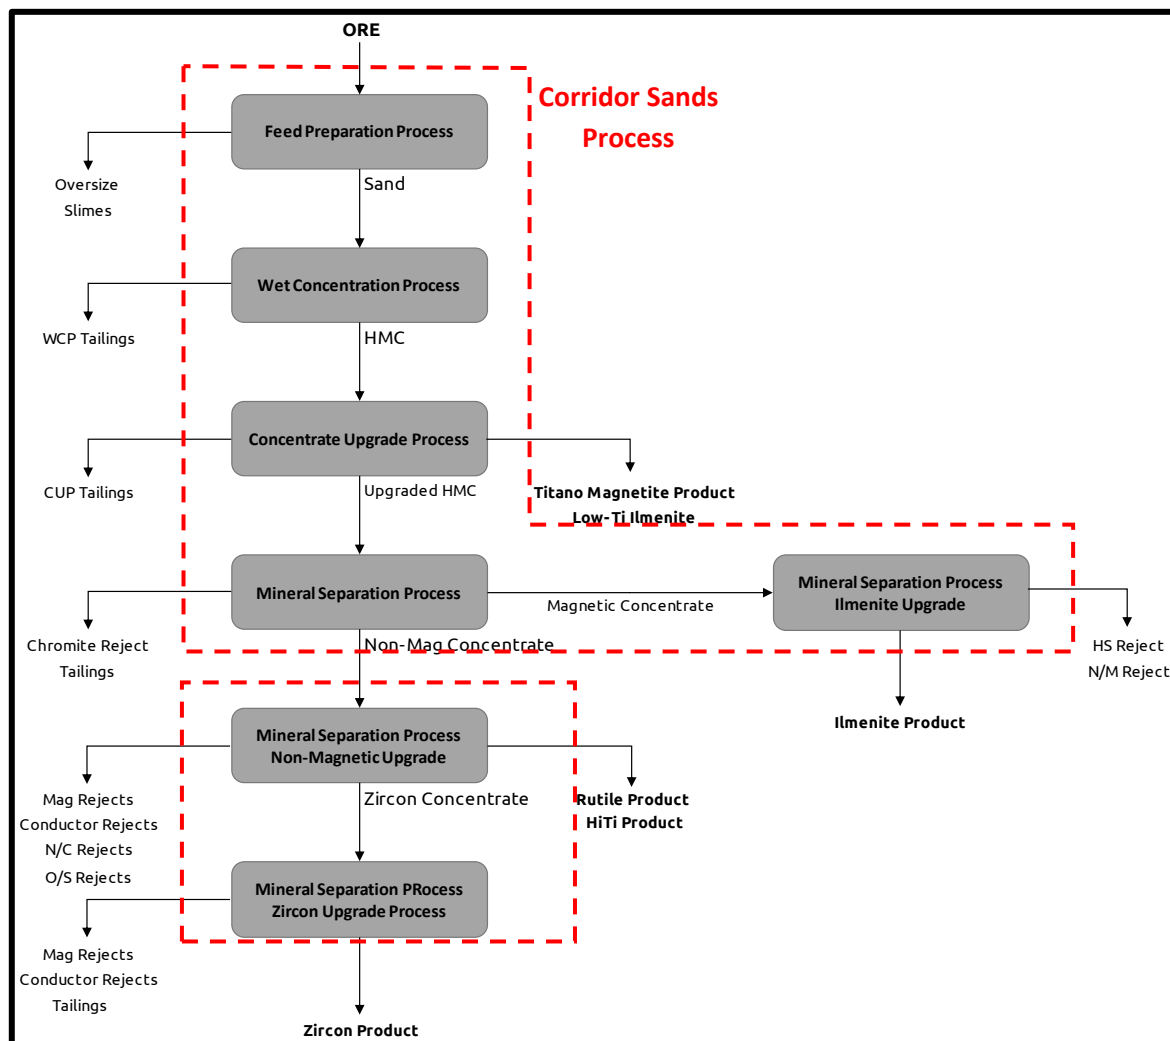 ORE
Corridor Sands
Process
Feed Preparation Process
Oversize
Slimes
Sand
Wet Concentration Process
WCP Tailings
HMC
Concentrate Upgrade Process
CUP Tailings
Upgraded HMC
Titano Magnetite Product
Low-Ti Ilmenite
Mineral Separation Process
Magnetic Concentrate
Mineral Separation Process
Ilmenite Upgrade
Chromite Reject
Tailings
Non-Mag Concentrate
HS Reject
N/M Reject
Ilmenite Product
Mineral Separation Process
Non-Magnetic Upgrade
Mag Rejects
Conductor Rejects
N/C Rejects
O/S Rejects
Zircon Concentrate
Rutile Product
HiTi Product
Mineral Separation PRocess
Zircon Upgrade Process
Mag Rejects
Conductor Rejects
Tailings
Zircon Product